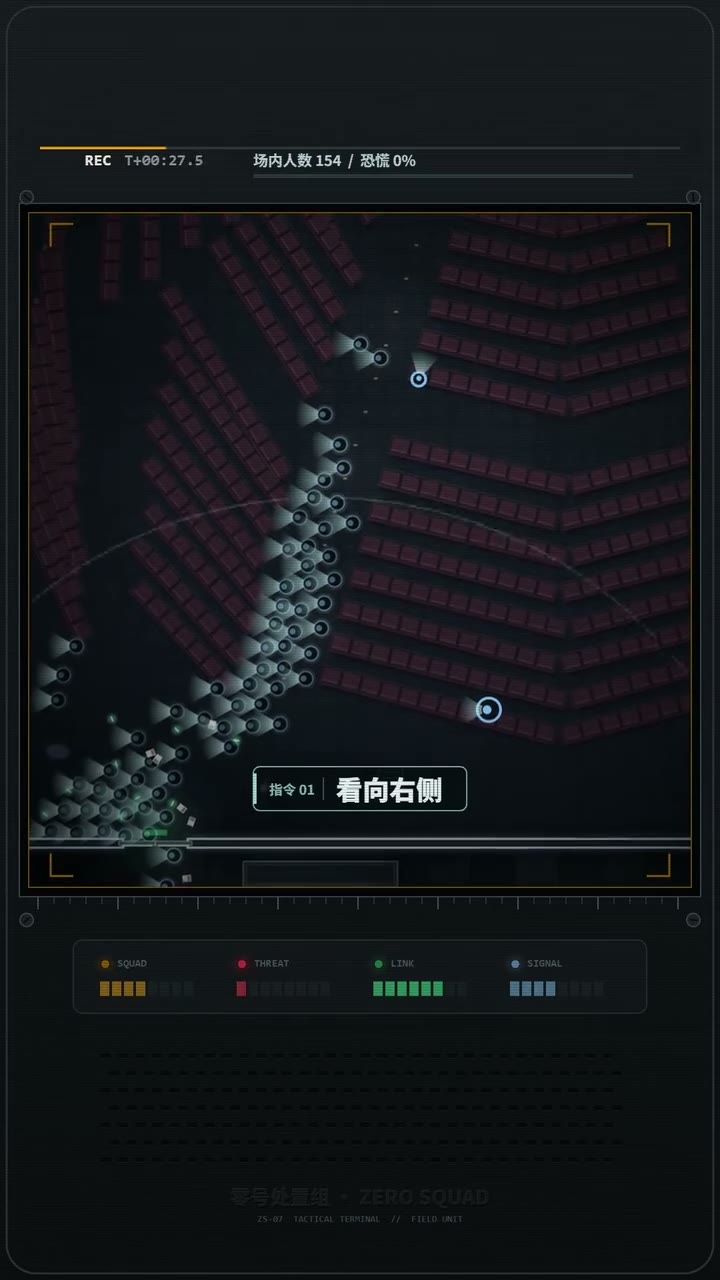 REC T+00:27.5 场内人数 154 / 恐慌 0%
指令 01 看向右侧
SQUAD THREAT LINK SIGNAL
零号处置组 · ZERO SQUAD
ZS-07 TACTICAL TERMINAL // FIELD UNIT